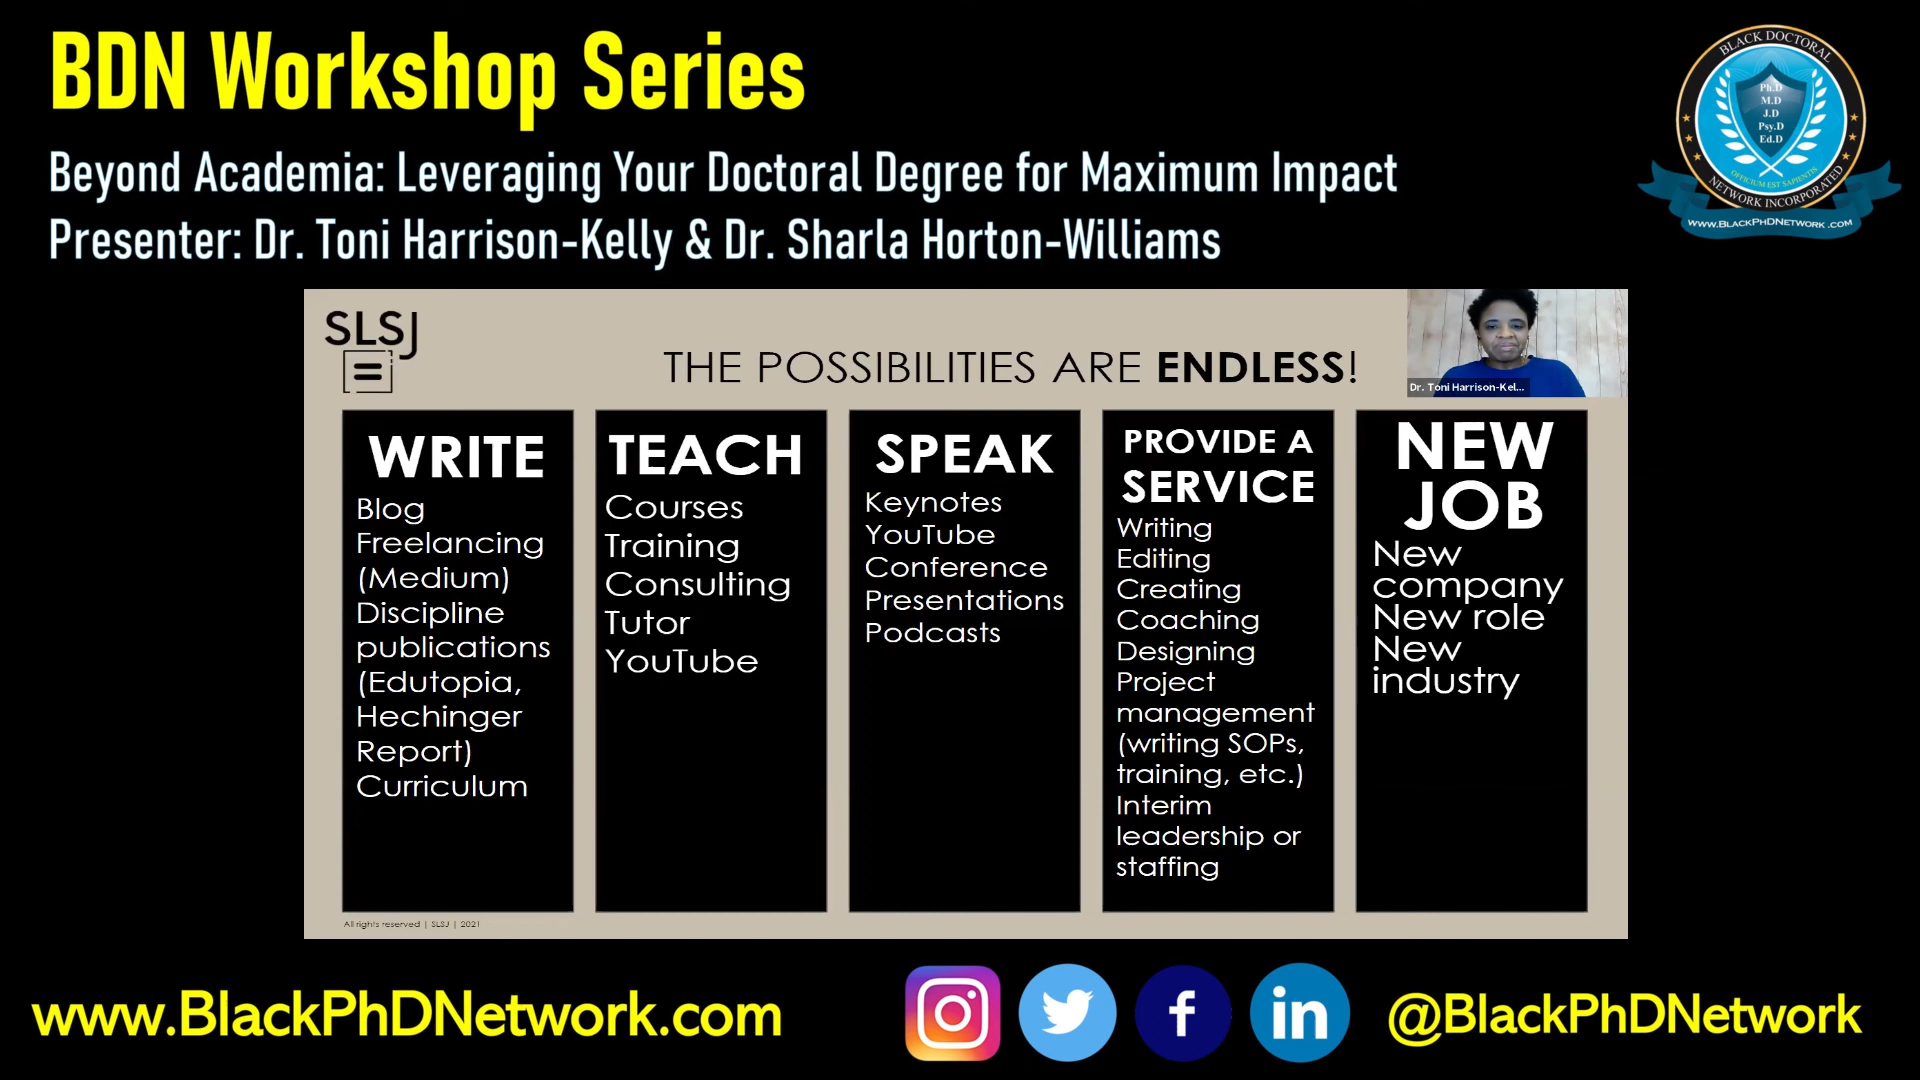 BDN Workshop Series
Beyond Academia: Leveraging Your Doctoral Degree for Maximum Impact
Presenter: Dr. Toni Harrison-Kelly & Dr. Sharla Horton-Williams
BLACK DOCTORAL
Ph.D
M.D
J.D
Psy.D
Ed.D
OFFICIUM EST SAPIENTIS
NETWORK INCORPORATED
www.BlackPhDNetwork.com
SLSJ
THE POSSIBILITIES ARE ENDLESS!
Dr. Toni Harrison-Kel...
WRITE
Blog
Freelancing
(Medium)
Discipline
publications
(Edutopia,
Hechinger
Report)
Curriculum
TEACH
Courses
Training
Consulting
Tutor
YouTube
SPEAK
Keynotes
YouTube
Conference
Presentations
Podcasts
PROVIDE A
SERVICE
Writing
Editing
Creating
Coaching
Designing
Project
management
(writing SOPs,
training, etc.)
Interim
leadership or
staffing
NEW
JOB
New
company
New role
New
industry
All rights reserved | SLSJ | 2021
www.BlackPhDNetwork.com
@BlackPhDNetwork